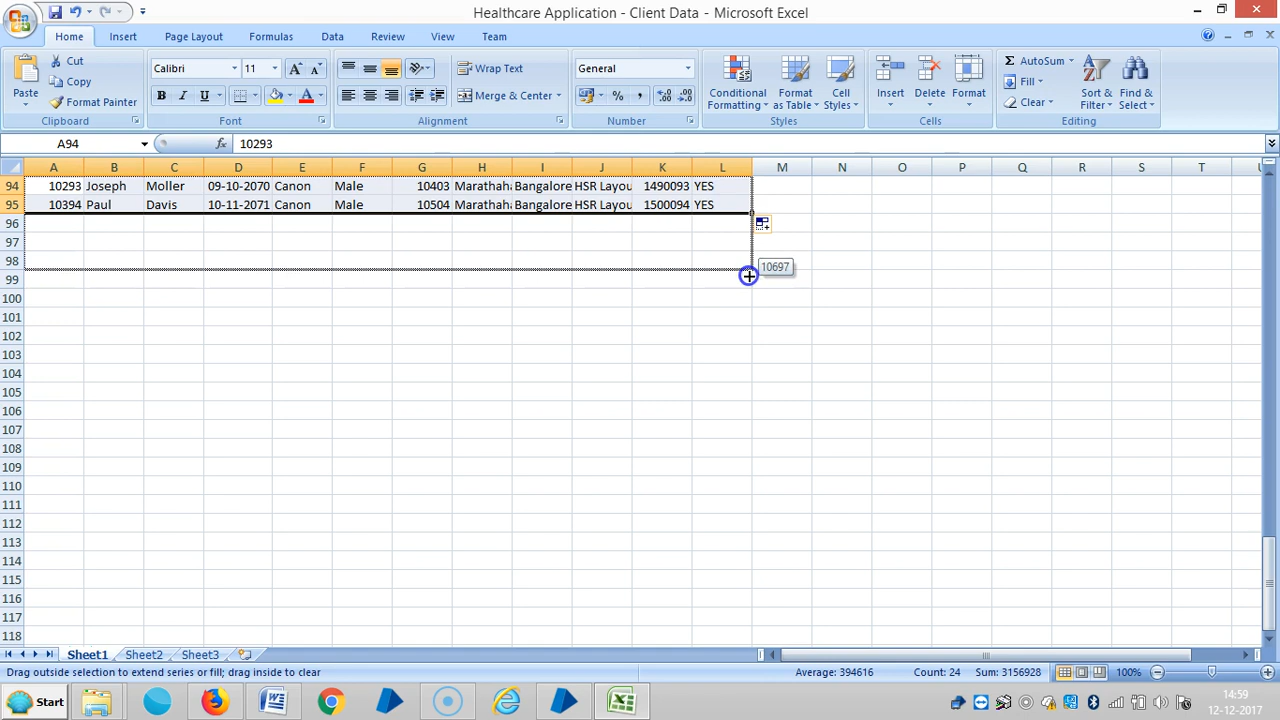 Healthcare Application - Client Data - Microsoft Excel
Home Insert Page Layout Formulas Data Review View Team
Paste Cut Copy Format Painter Clipboard
Calibri 11 A A B I U A Font
Wrap Text Merge & Center Alignment
General % , Number
Conditional Formatting Format as Table Cell Styles Styles
Insert Delete Format Cells
Σ AutoSum Fill Clear Sort & Filter Find & Select Editing
A94 fx 10293
A B C D E F G H I J K L M N O P Q R S T U
94 10293 Joseph Moller 09-10-2070 Canon Male 10403 Maratha Bangalore HSR Layou 1490093 YES
95 10394 Paul Davis 10-11-2071 Canon Male 10504 Maratha Bangalore HSR Layou 1500094 YES
96
97
98
10697
99
100
101
102
103
104
105
106
107
108
109
110
111
112
113
114
115
116
117
118
Sheet1 Sheet2 Sheet3
Drag outside selection to extend series or fill; drag inside to clear Average: 394616 Count: 24 Sum: 3156928 100%
Start 14:59
12-12-2017